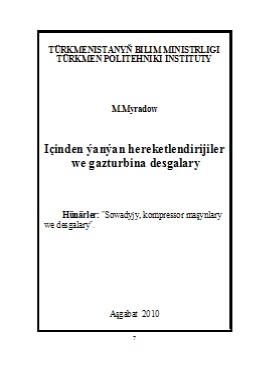 TÜRKMENISTANYŇ BILIM MINISTRLIGI
TÜRKMEN POLITEHNIKI INSTITUTY
M.Myradow
Içinden ýanýan hereketlendirijiler
we gazturbina desgalary
Hünärler: "Sowadyjy, kompressor maşynlary
we desgalary".
Aşgabat 2010